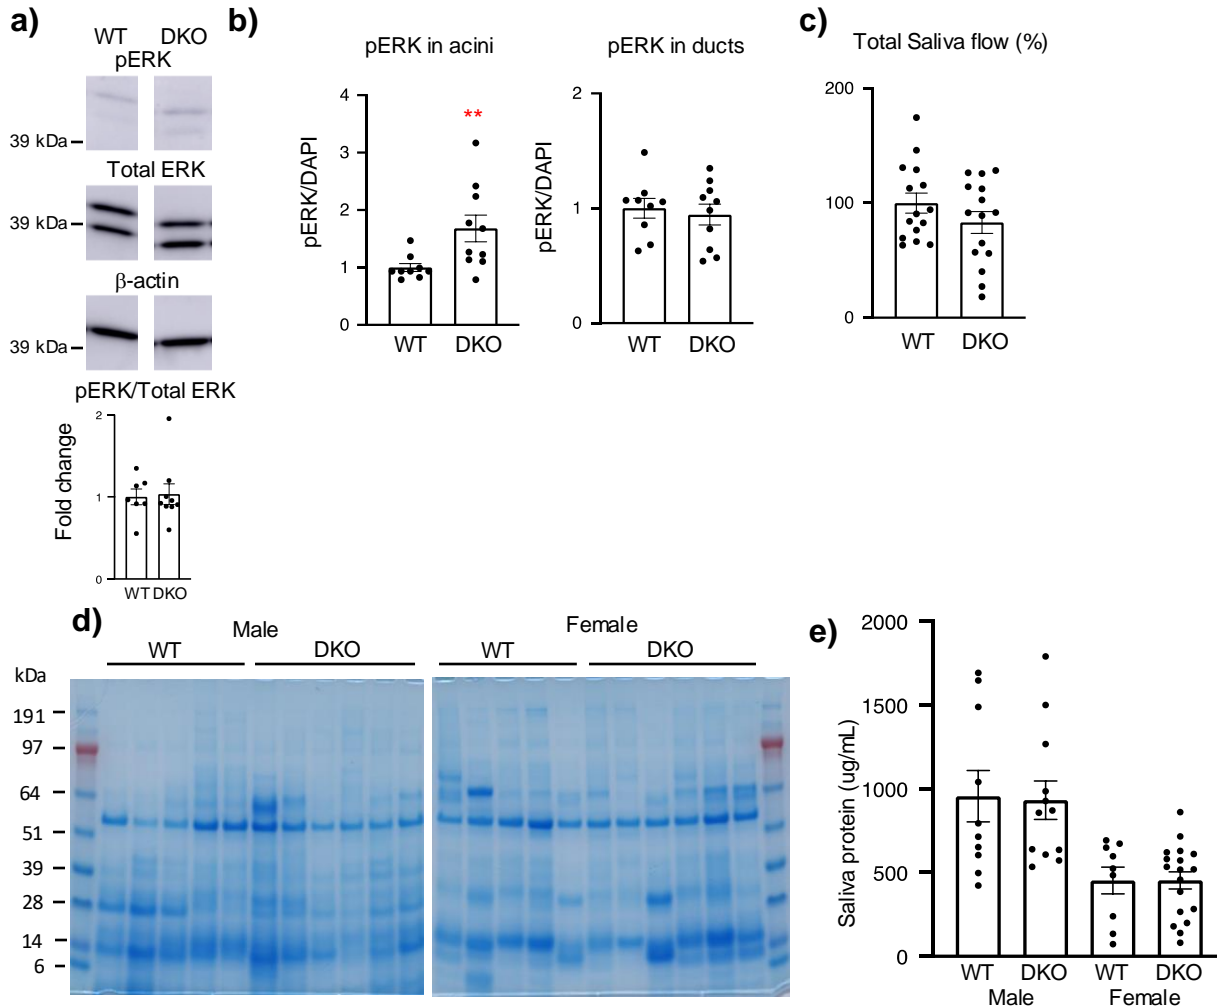 a)
WT DKO
pERK
39 kDa
Total ERK
39 kDa
β-actin
39 kDa
pERK/Total ERK
Fold change
2
1
0
WT DKO
b)
pERK in acini
pERK/DAPI
4
3
2
1
0
**
WT DKO
pERK in ducts
pERK/DAPI
2
1
0
WT DKO
c)
Total Saliva flow (%)
200
100
0
WT DKO
d)
Male
WT DKO
Female
WT DKO
kDa
191
97
64
51
39
28
14
6
e)
Saliva protein (ug/mL)
2000
1500
1000
500
0
WT DKO WT DKO
Male Female